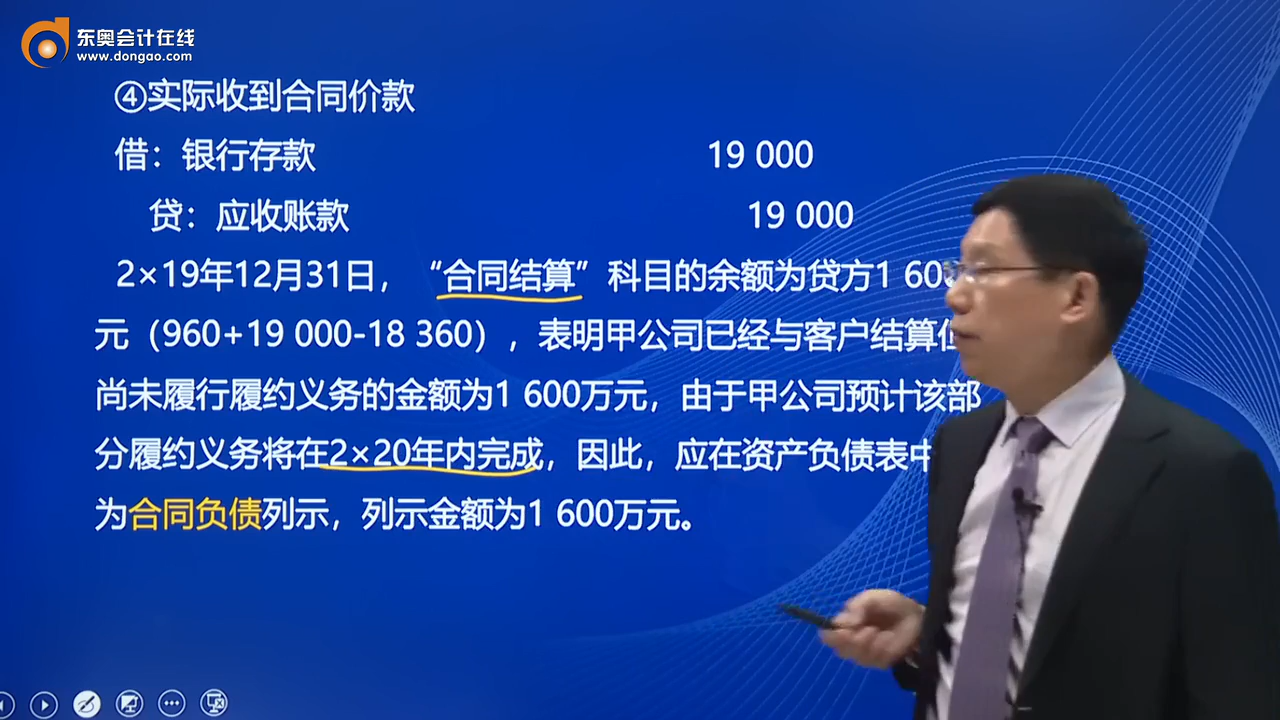 东奥会计在线
www.dongao.com
④实际收到合同价款
借：银行存款 19 000
贷：应收账款 19 000
2×19年12月31日，“合同结算”科目的余额为贷方1 60
元（960+19 000-18 360），表明甲公司已经与客户结算
尚未履行履约义务的金额为1 600万元，由于甲公司预计该部
分履约义务将在2×20年内完成，因此，应在资产负债表中
为合同负债列示，列示金额为1 600万元。